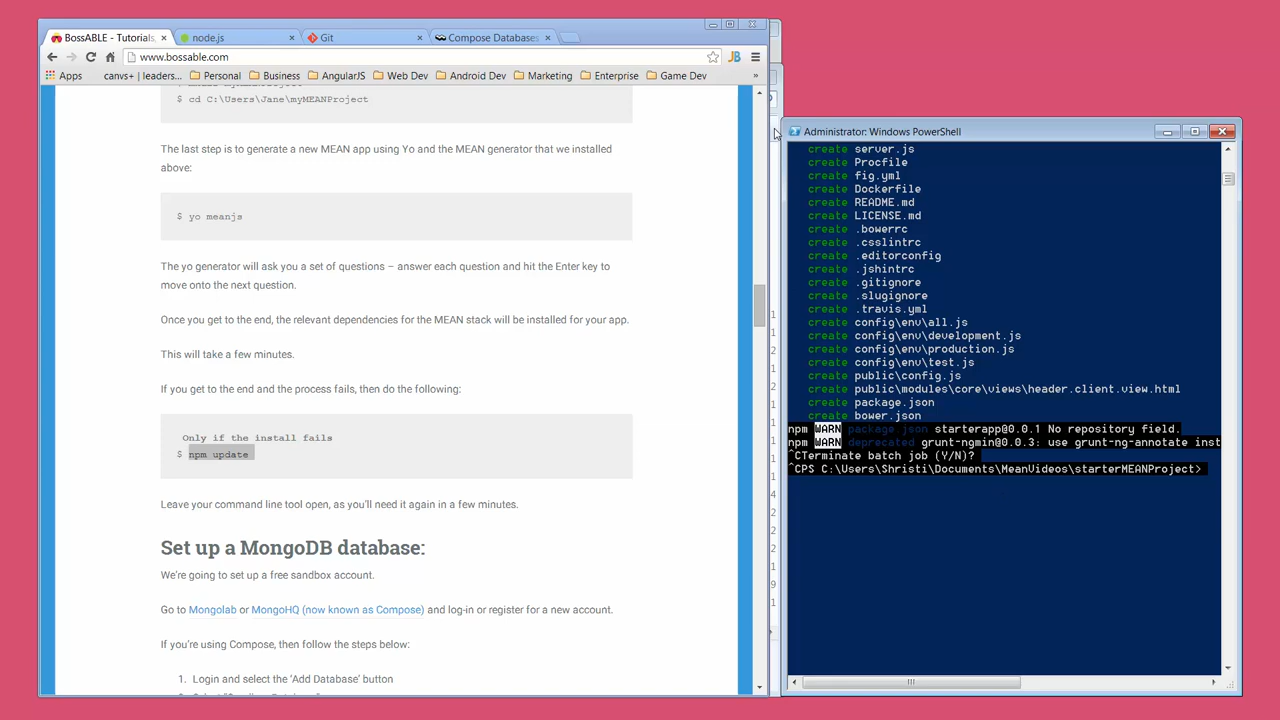 BossABLE - Tutorials,
node.js
Git
Compose Databases
www.bossable.com
Apps
canvs+ | leaders...
Personal
Business
AngularJS
Web Dev
Android Dev
Marketing
Enterprise
Game Dev
»
$ cd C:\Users\Jane\myMEANProject
The last step is to generate a new MEAN app using Yo and the MEAN generator that we installed
above:
$ yo meanjs
The yo generator will ask you a set of questions – answer each question and hit the Enter key to
move onto the next question.
Once you get to the end, the relevant dependencies for the MEAN stack will be installed for your app.
This will take a few minutes.
If you get to the end and the process fails, then do the following:
Only if the install fails
$ npm update
Leave your command line tool open, as you'll need it again in a few minutes.
Set up a MongoDB database:
We're going to set up a free sandbox account.
Go to Mongolab or MongoHQ (now known as Compose) and log-in or register for a new account.
If you're using Compose, then follow the steps below:
1. Login and select the 'Add Database' button
Administrator: Windows PowerShell
create server.js
create Procfile
create fig.yml
create Dockerfile
create README.md
create LICENSE.md
create .bowerrc
create .csslintrc
create .editorconfig
create .jshintrc
create .gitignore
create .slugignore
create .travis.yml
create config\env\all.js
create config\env\development.js
create config\env\production.js
create config\env\test.js
create public\config.js
create public\modules\core\views\header.client.view.html
create package.json
create bower.json
npm WARN package.json starterapp@0.0.1 No repository field.
npm WARN deprecated grunt-ngmin@0.0.3: use grunt-ng-annotate inst
^CTerminate batch job (Y/N)?
^CPS C:\Users\Shristi\Documents\MeanVideos\starterMEANProject>